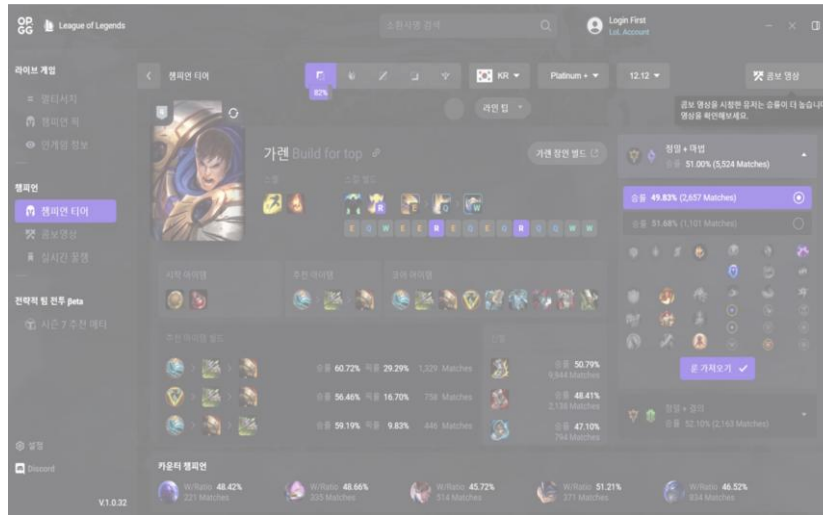 OP.GG
League of Legends
소환사명 검색
Login First
LoL Account
라이브 게임
멀티서치
챔피언 픽
인게임 정보
챔피언
챔피언 티어
콤보영상
실시간 꿀챔
전략적 팀 전투 βeta
시즌 7 추천 메타
설정
Discord
V.1.0.32
챔피언 티어
82%
KR
Platinum +
12.12
콤보 영상
라인 팁
콤보 영상을 시청한 유저는 승률이 더 높습니다
영상을 확인해보세요.
가렌 Build for top
가렌 장인 빌드
스펠
스킬 빌드
R E Q W
E Q W E E R E Q E Q R Q Q W W
시작 아이템
추천 아이템
코어 아이템
추천 아이템 빌드
승률 60.72% 픽률 29.29% 1,329 Matches
승률 56.46% 픽률 16.70% 758 Matches
승률 59.19% 픽률 9.83% 446 Matches
신발
승률 50.79%
9,844 Matches
승률 48.41%
2,136 Matches
승률 47.10%
794 Matches
정밀 + 마법
승률 51.00% (5,524 Matches)
승률 49.83% (2,657 Matches)
승률 51.68% (1,101 Matches)
룬 가져오기
정밀 + 결의
승률 52.10% (2,163 Matches)
카운터 챔피언
W/Ratio 48.42%
221 Matches
W/Ratio 48.66%
335 Matches
W/Ratio 45.72%
514 Matches
W/Ratio 51.21%
371 Matches
W/Ratio 46.52%
834 Matches